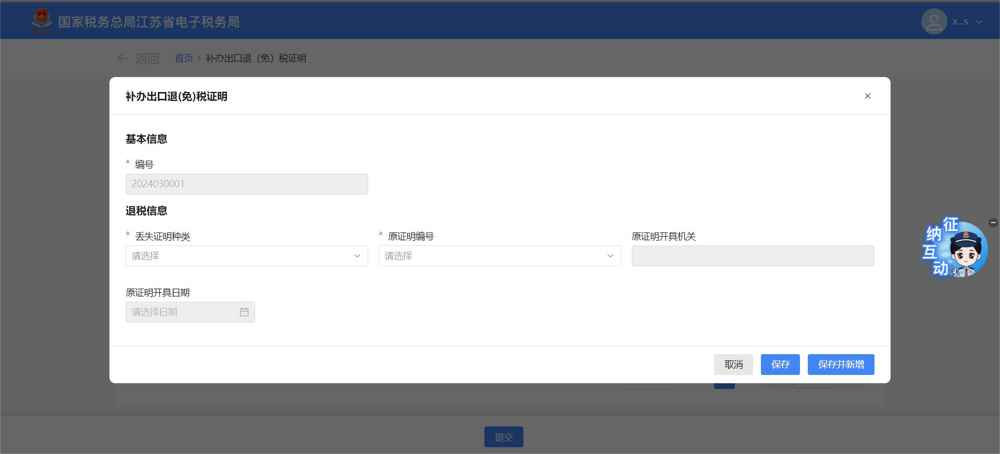 国家税务总局江苏省电子税务局
X...S
← 返回
首页 > 补办出口退（免）税证明
补办出口退(免)税证明
×
基本信息
* 编号
2024030001
退税信息
* 丢失证明种类
* 原证明编号
原证明开具机关
请选择
请选择
原证明开具日期
请选择日期
取消
保存
保存并新增
提交
征
纳
互
动